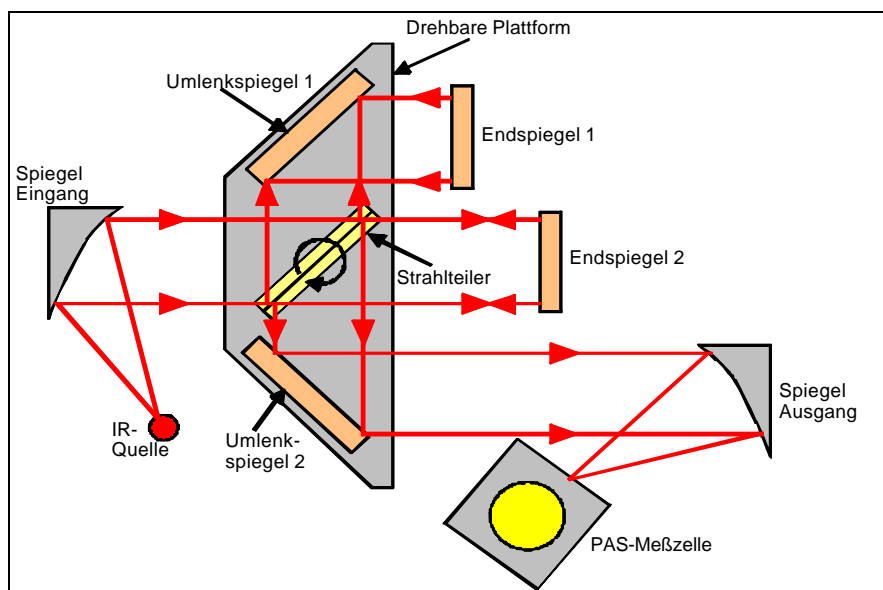 Drehbare Plattform
Umlenkspiegel 1
Endspiegel 1
Spiegel
Eingang
Strahlteiler
Endspiegel 2
Spiegel
Ausgang
IR-
Quelle
Umlenk-
spiegel 2
PAS-Meßzelle